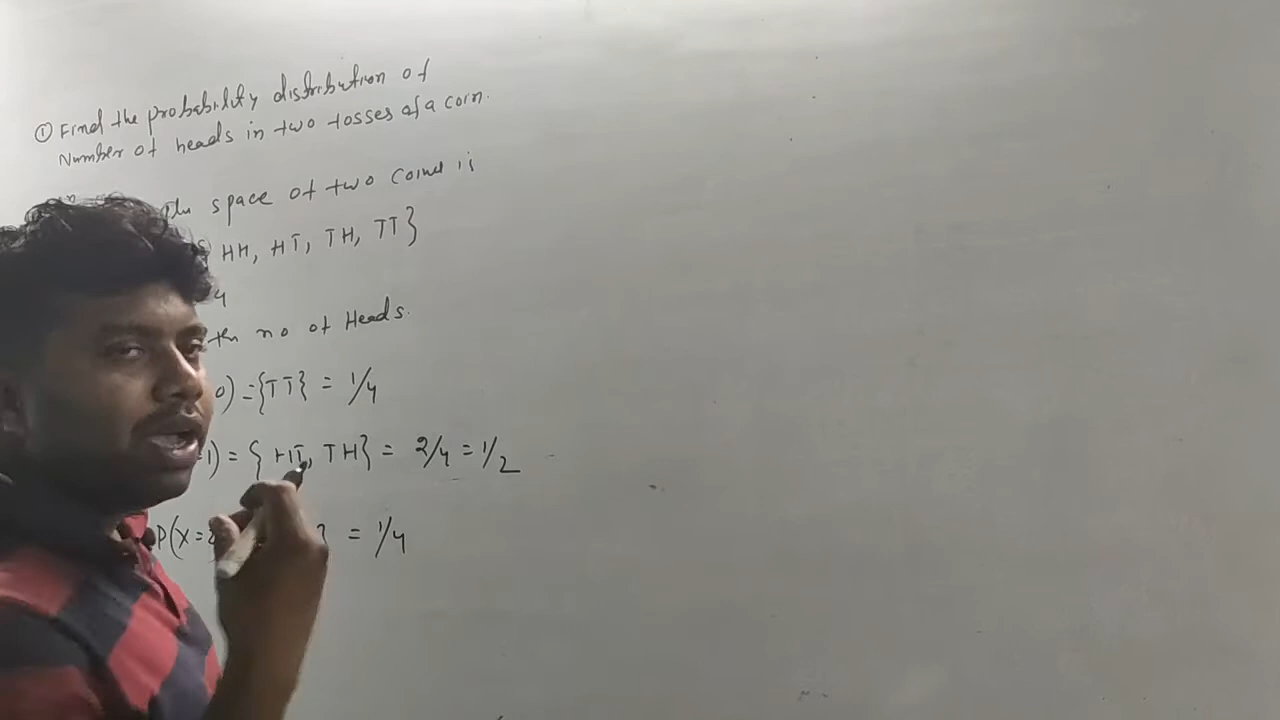 ① Find the probability distribution of
Number of heads in two tosses of a coin.
space of two coins is
HH, HT, TH, TT}
4
the no of Heads.
0) = {TT} = 1/4
1) = { HT, TH} = 2/4 = 1/2
P(X=2 } = 1/4